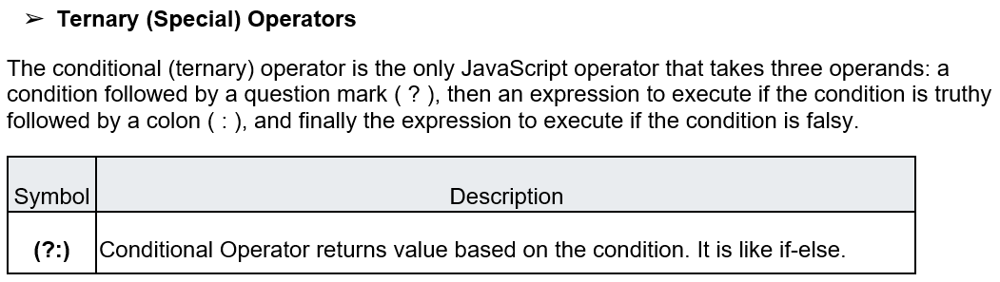 ➢ Ternary (Special) Operators
The conditional (ternary) operator is the only JavaScript operator that takes three operands: a
condition followed by a question mark ( ? ), then an expression to execute if the condition is truthy
followed by a colon ( : ), and finally the expression to execute if the condition is falsy.
Symbol Description
(?:) Conditional Operator returns value based on the condition. It is like if-else.